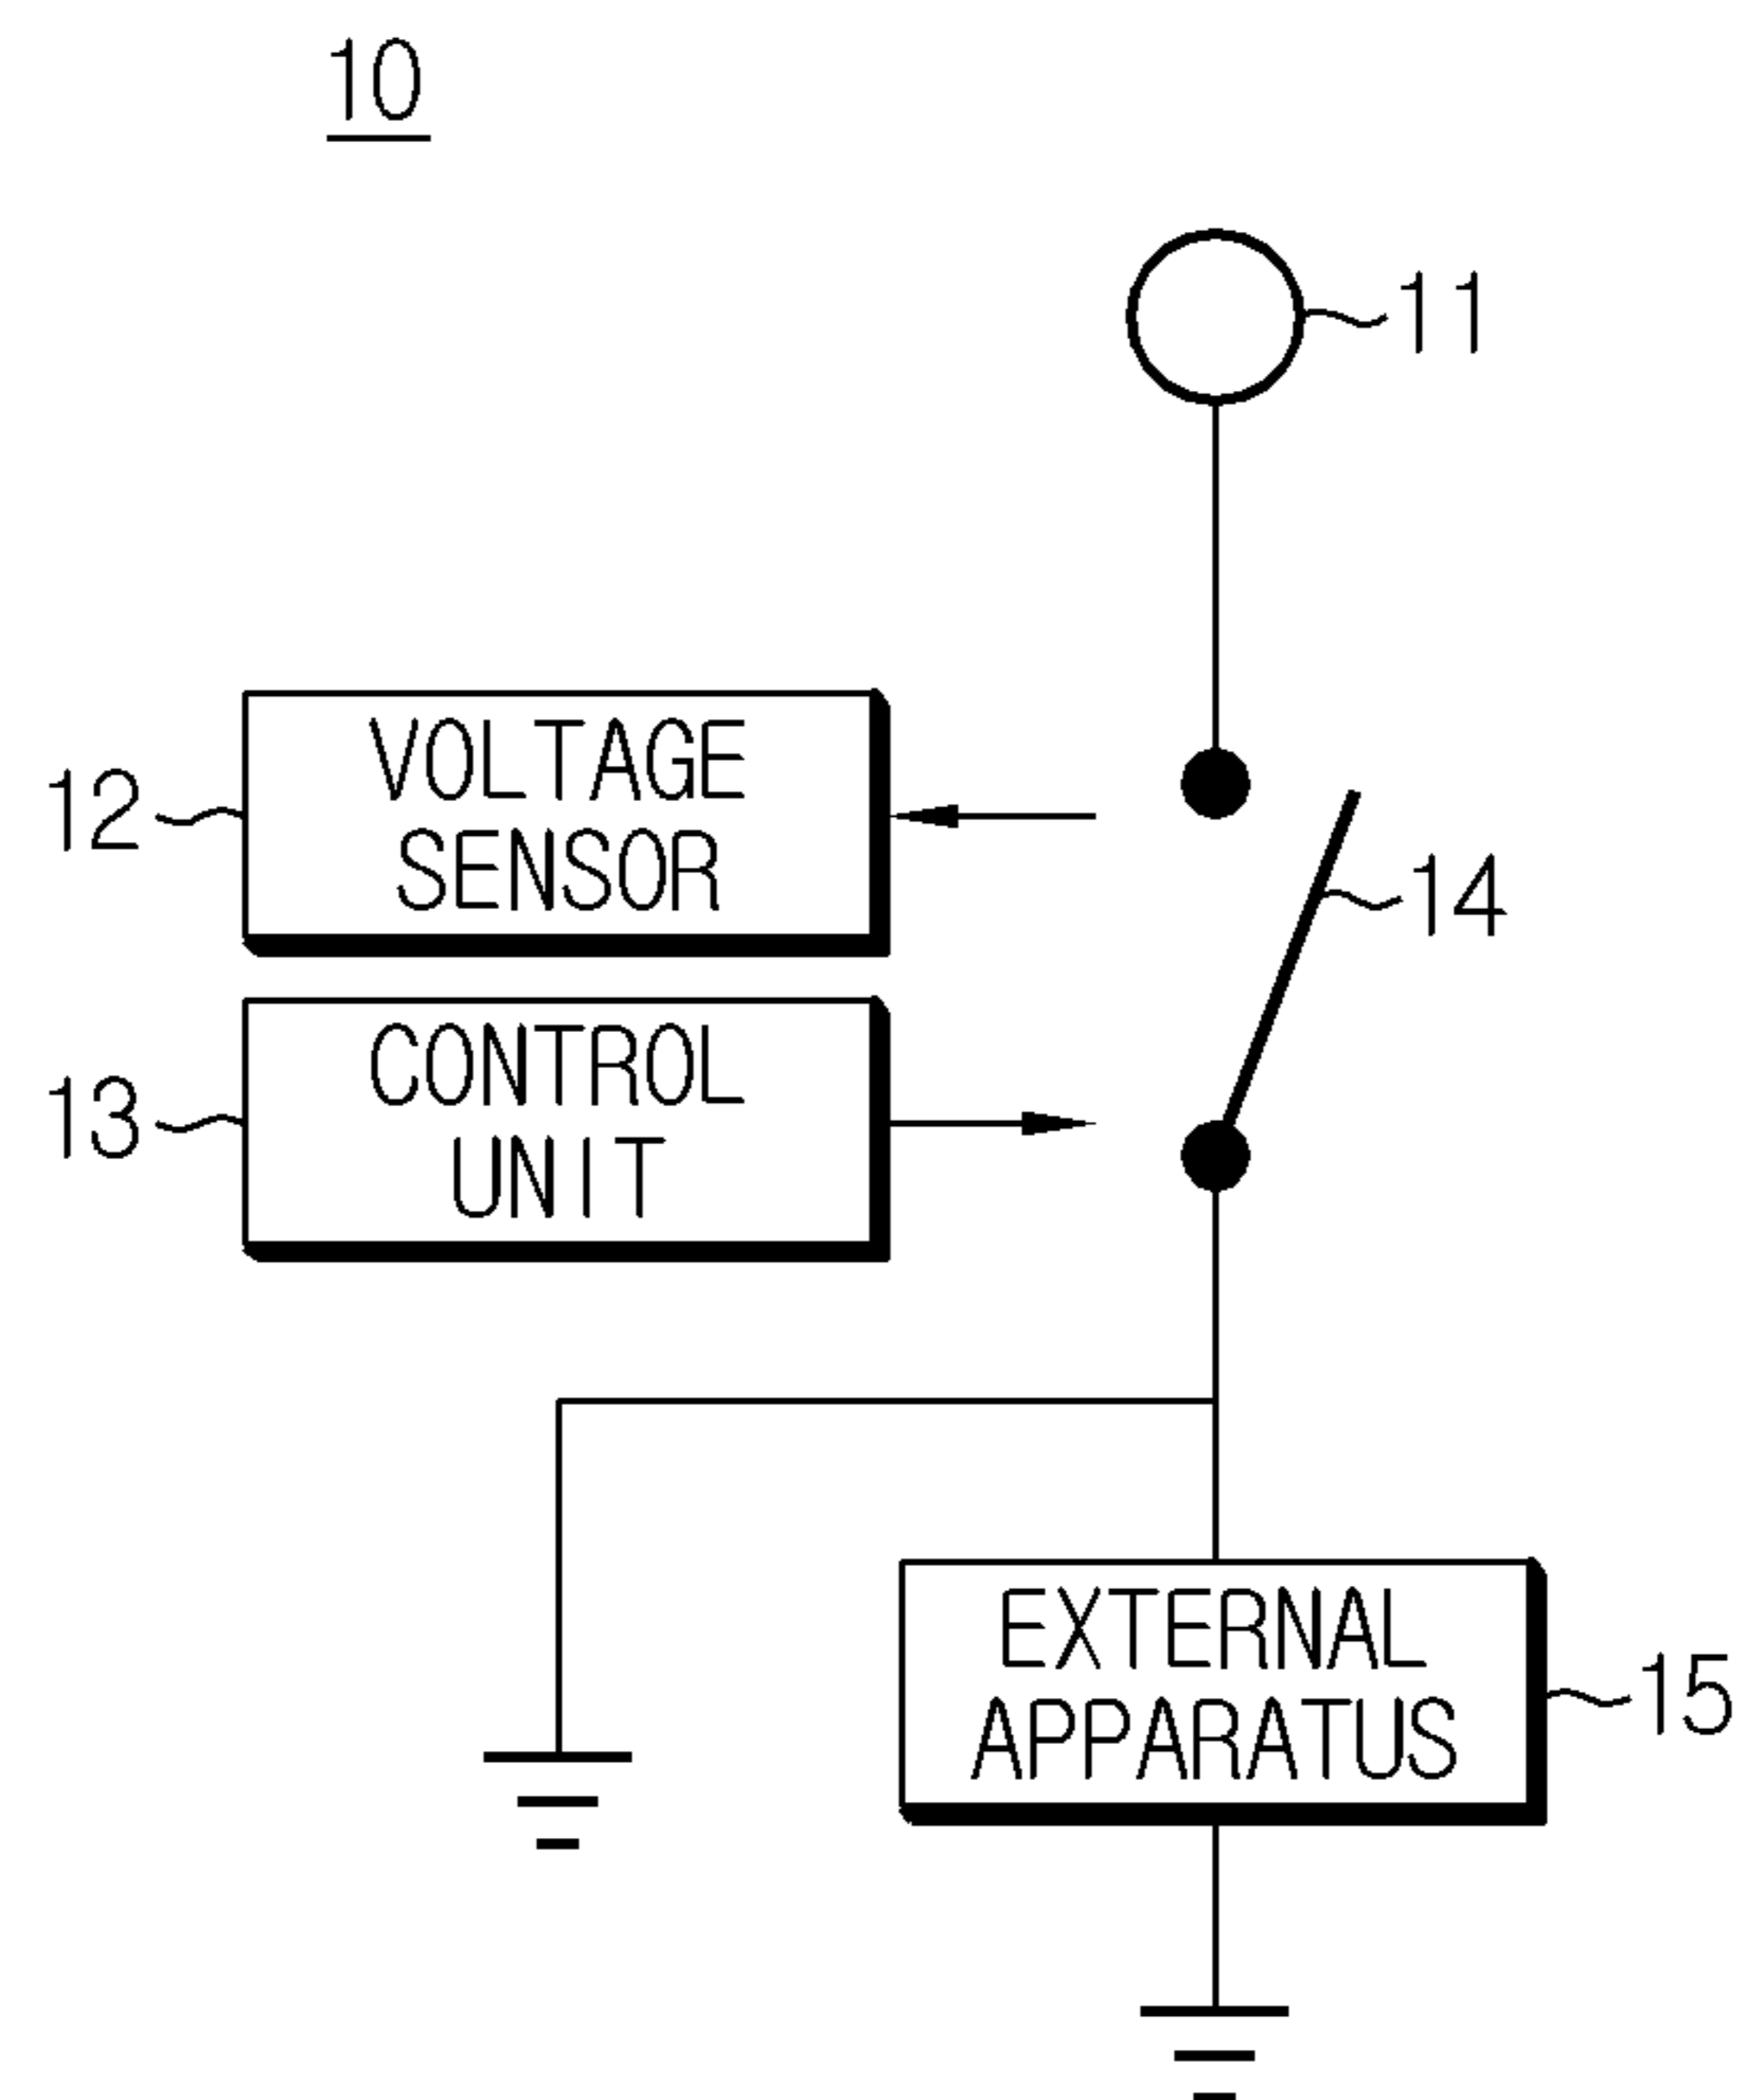 10
11
VOLTAGE
SENSOR
12
14
CONTROL
UNIT
13
EXTERNAL
APPARATUS
15